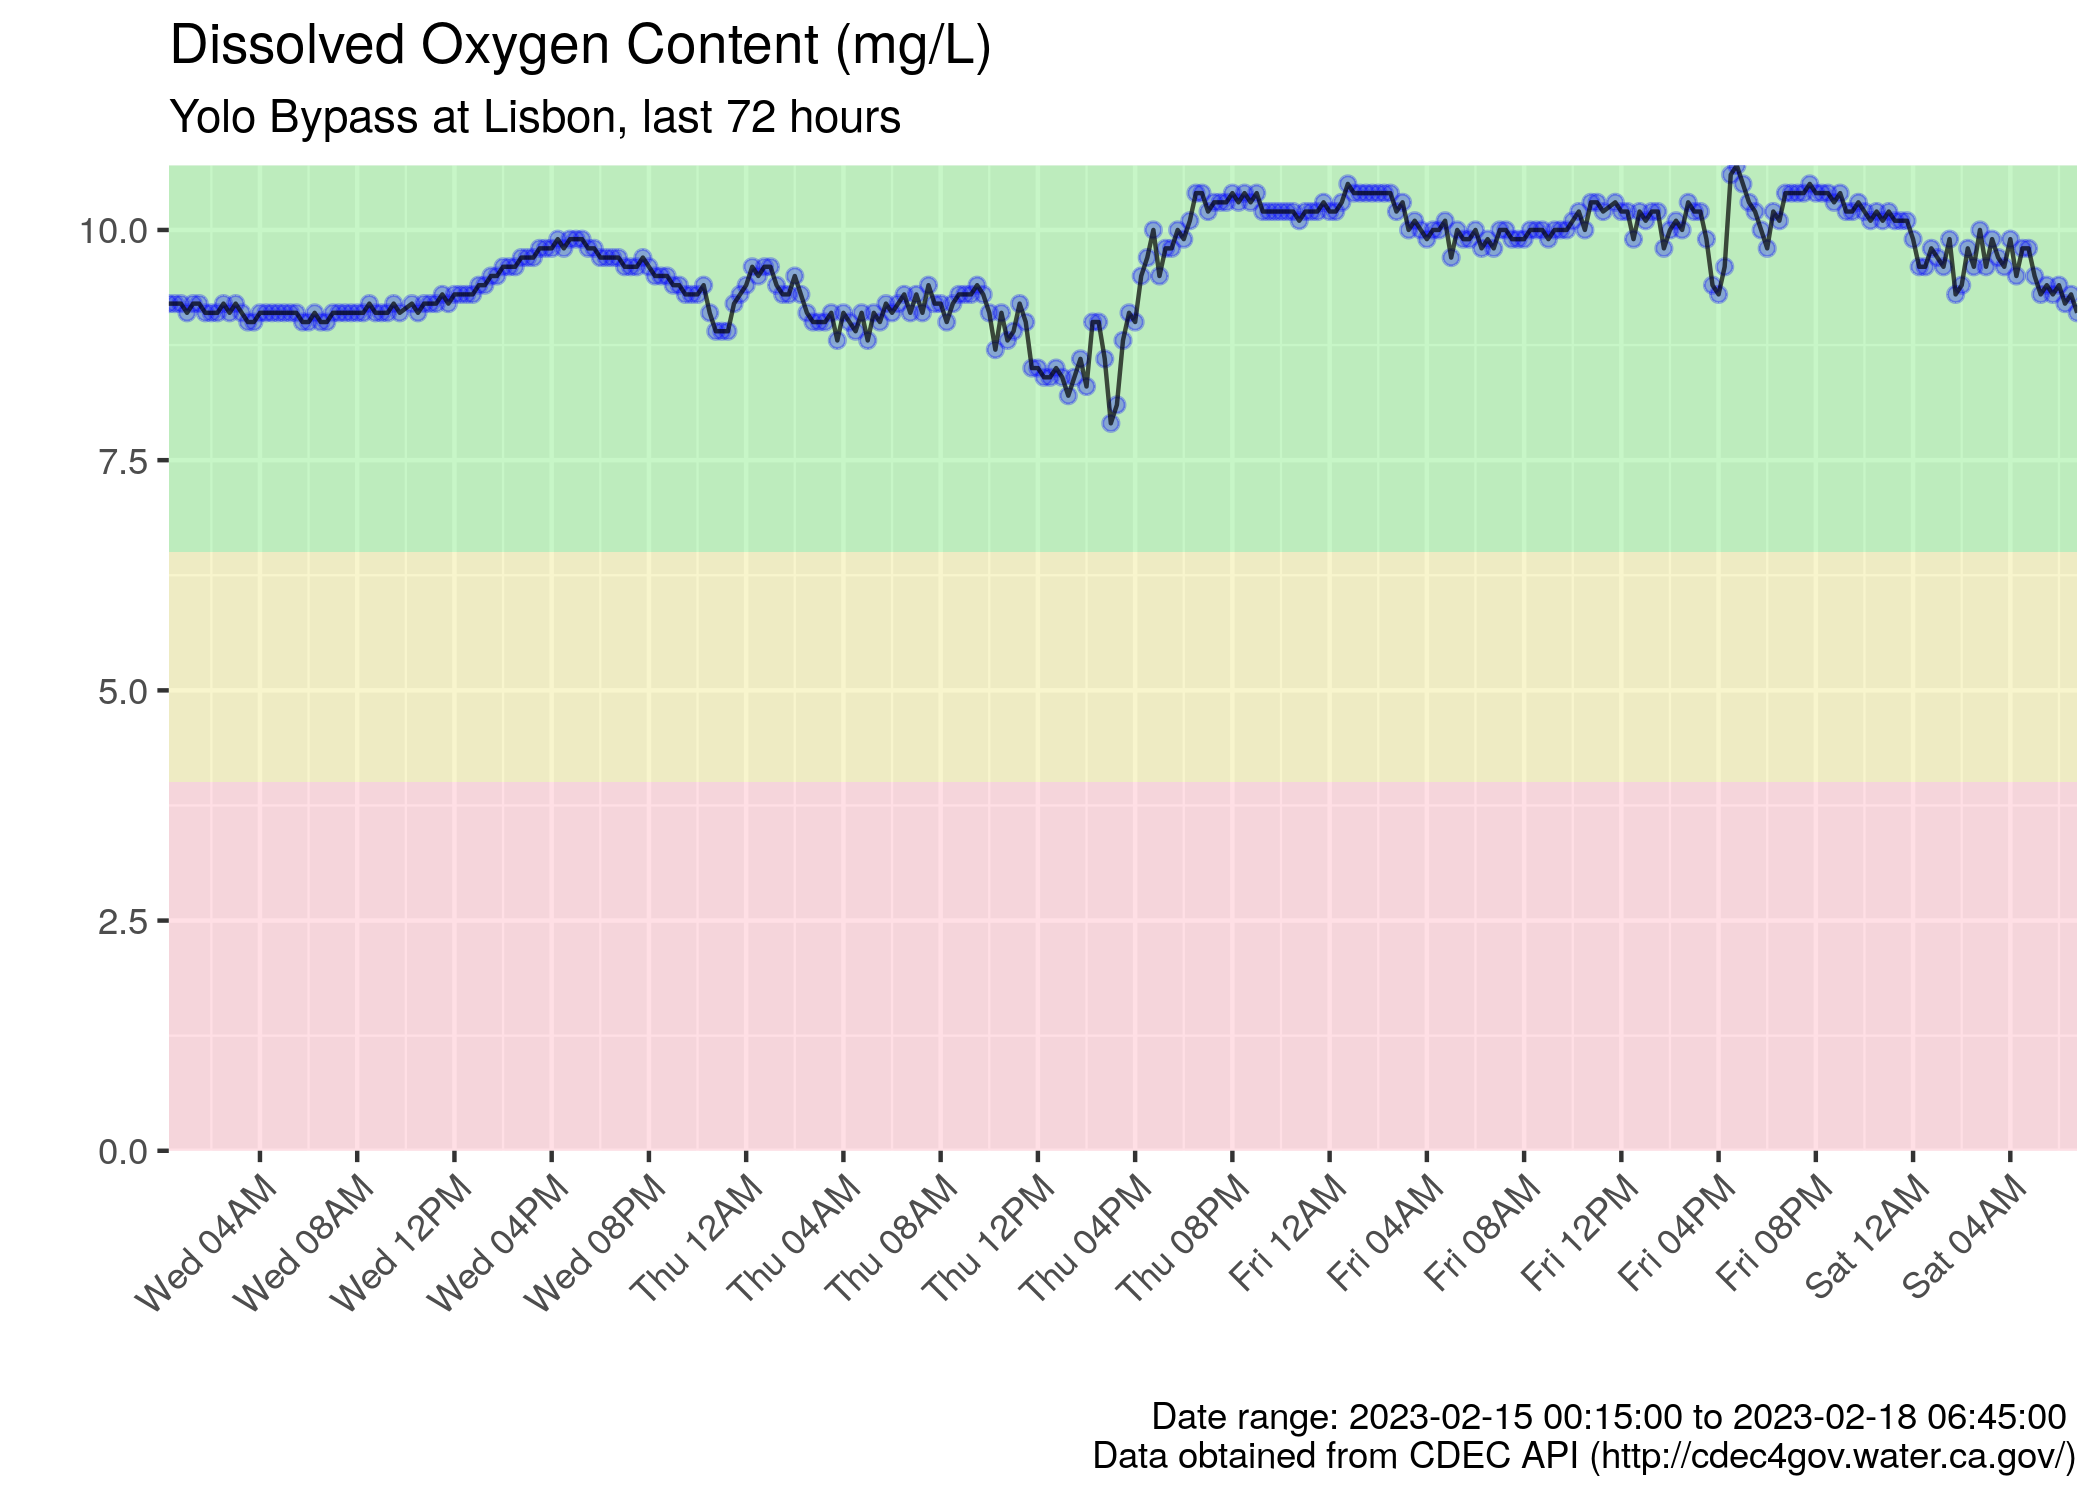 Dissolved Oxygen Content (mg/L)
Yolo Bypass at Lisbon, last 72 hours
10.0
7.5
5.0
2.5
0.0
Wed 04AM
Wed 08AM
Wed 12PM
Wed 04PM
Wed 08PM
Thu 12AM
Thu 04AM
Thu 08AM
Thu 12PM
Thu 04PM
Thu 08PM
Fri 12AM
Fri 04AM
Fri 08AM
Fri 12PM
Fri 04PM
Fri 08PM
Sat 12AM
Sat 04AM
Date range: 2023-02-15 00:15:00 to 2023-02-18 06:45:00
Data obtained from CDEC API (http://cdec4gov.water.ca.gov/)